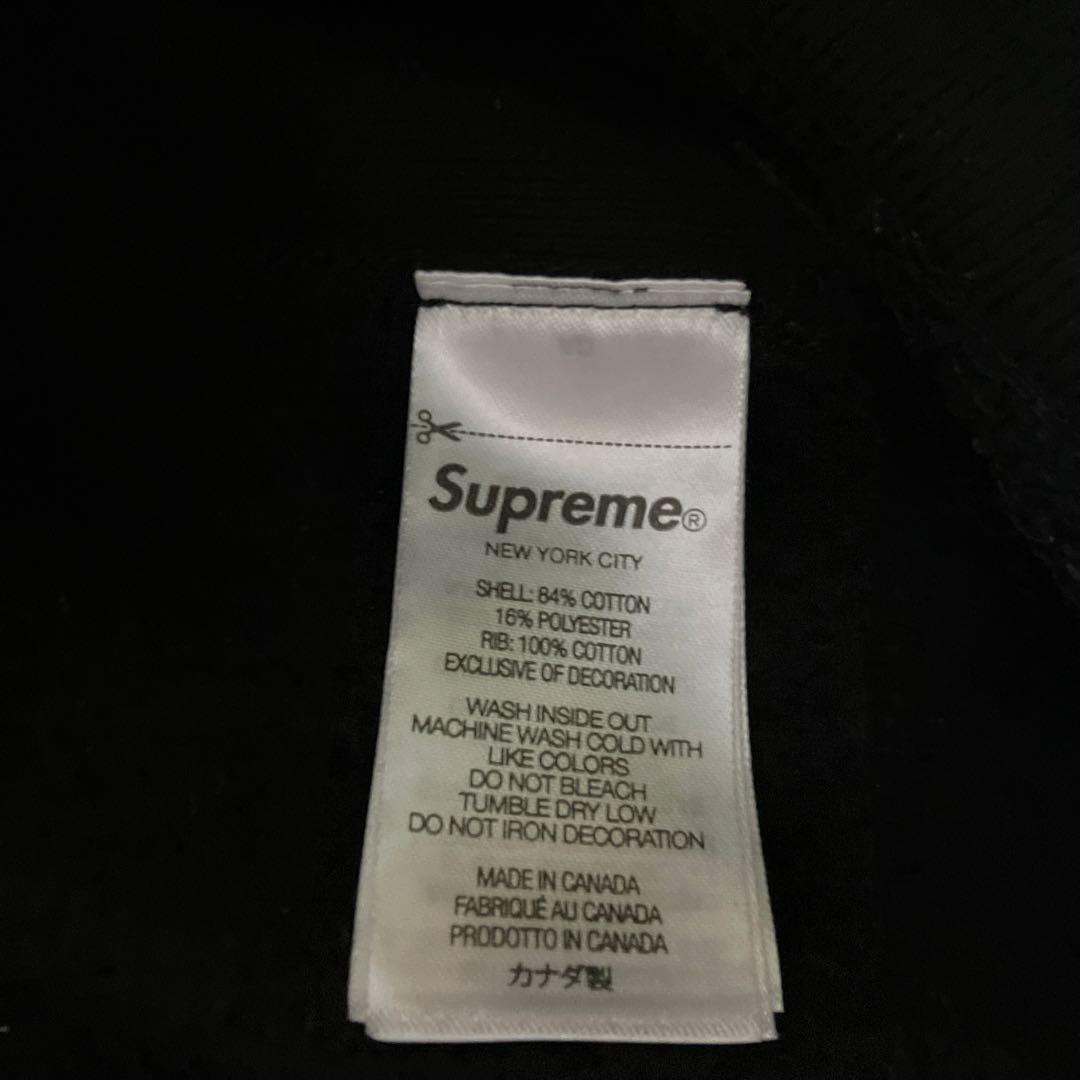 Supreme®
NEW YORK CITY
SHELL: 84% COTTON
16% POLYESTER
RIB: 100% COTTON
EXCLUSIVE OF DECORATION
WASH INSIDE OUT
MACHINE WASH COLD WITH
LIKE COLORS
DO NOT BLEACH
TUMBLE DRY LOW
DO NOT IRON DECORATION
MADE IN CANADA
FABRIQUÉ AU CANADA
PRODOTTO IN CANADA
カナダ製